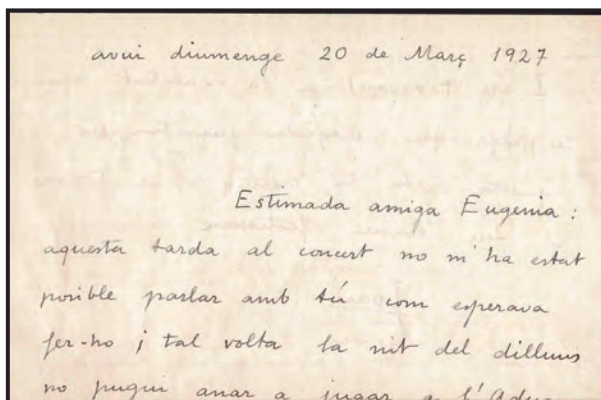 avui diumenge 20 de Març 1927
Estimada amiga Eugenia :
aquesta tarda al concert no m'ha estat
posible parlar amb tú com esperava
fer-ho i tal volta la nit del dilluns
no pugui anar a jugar a